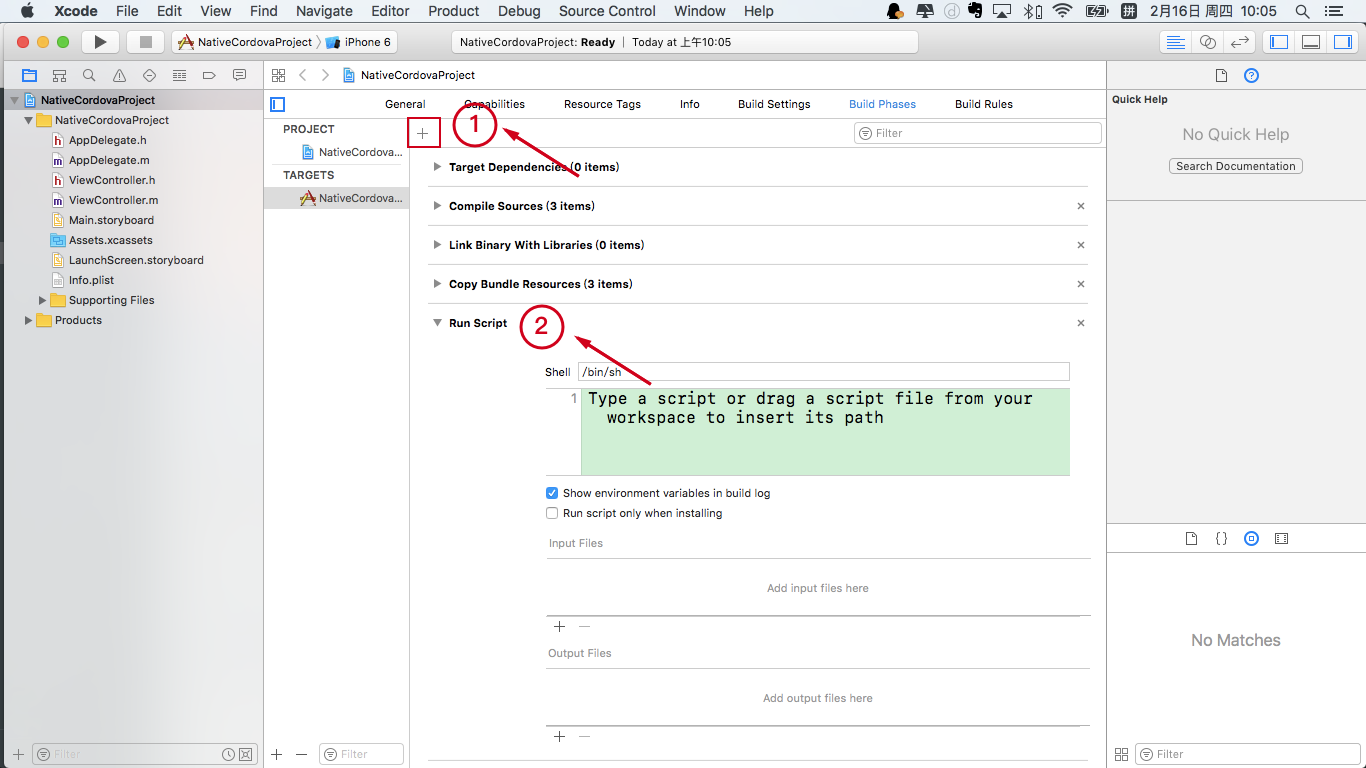 Xcode File Edit View Find Navigate Editor Product Debug Source Control Window Help 拼 2月16日 周四 10:05
NativeCordovaProject iPhone 6 NativeCordovaProject: Ready | Today at 上午10:05
NativeCordovaProject
NativeCordovaProject
NativeCordovaProject
AppDelegate.h
AppDelegate.m
ViewController.h
ViewController.m
Main.storyboard
Assets.xcassets
LaunchScreen.storyboard
Info.plist
Supporting Files
Products
Filter
General Capabilities Resource Tags Info Build Settings Build Phases Build Rules
PROJECT
NativeCordova...
TARGETS
NativeCordova...
Filter
1
Filter
Target Dependencies (0 items)
Compile Sources (3 items)
Link Binary With Libraries (0 items)
Copy Bundle Resources (3 items)
Run Script
2
Shell /bin/sh
1 Type a script or drag a script file from your
workspace to insert its path
Show environment variables in build log
Run script only when installing
Input Files
Add input files here
Output Files
Add output files here
Quick Help
No Quick Help
Search Documentation
No Matches
Filter